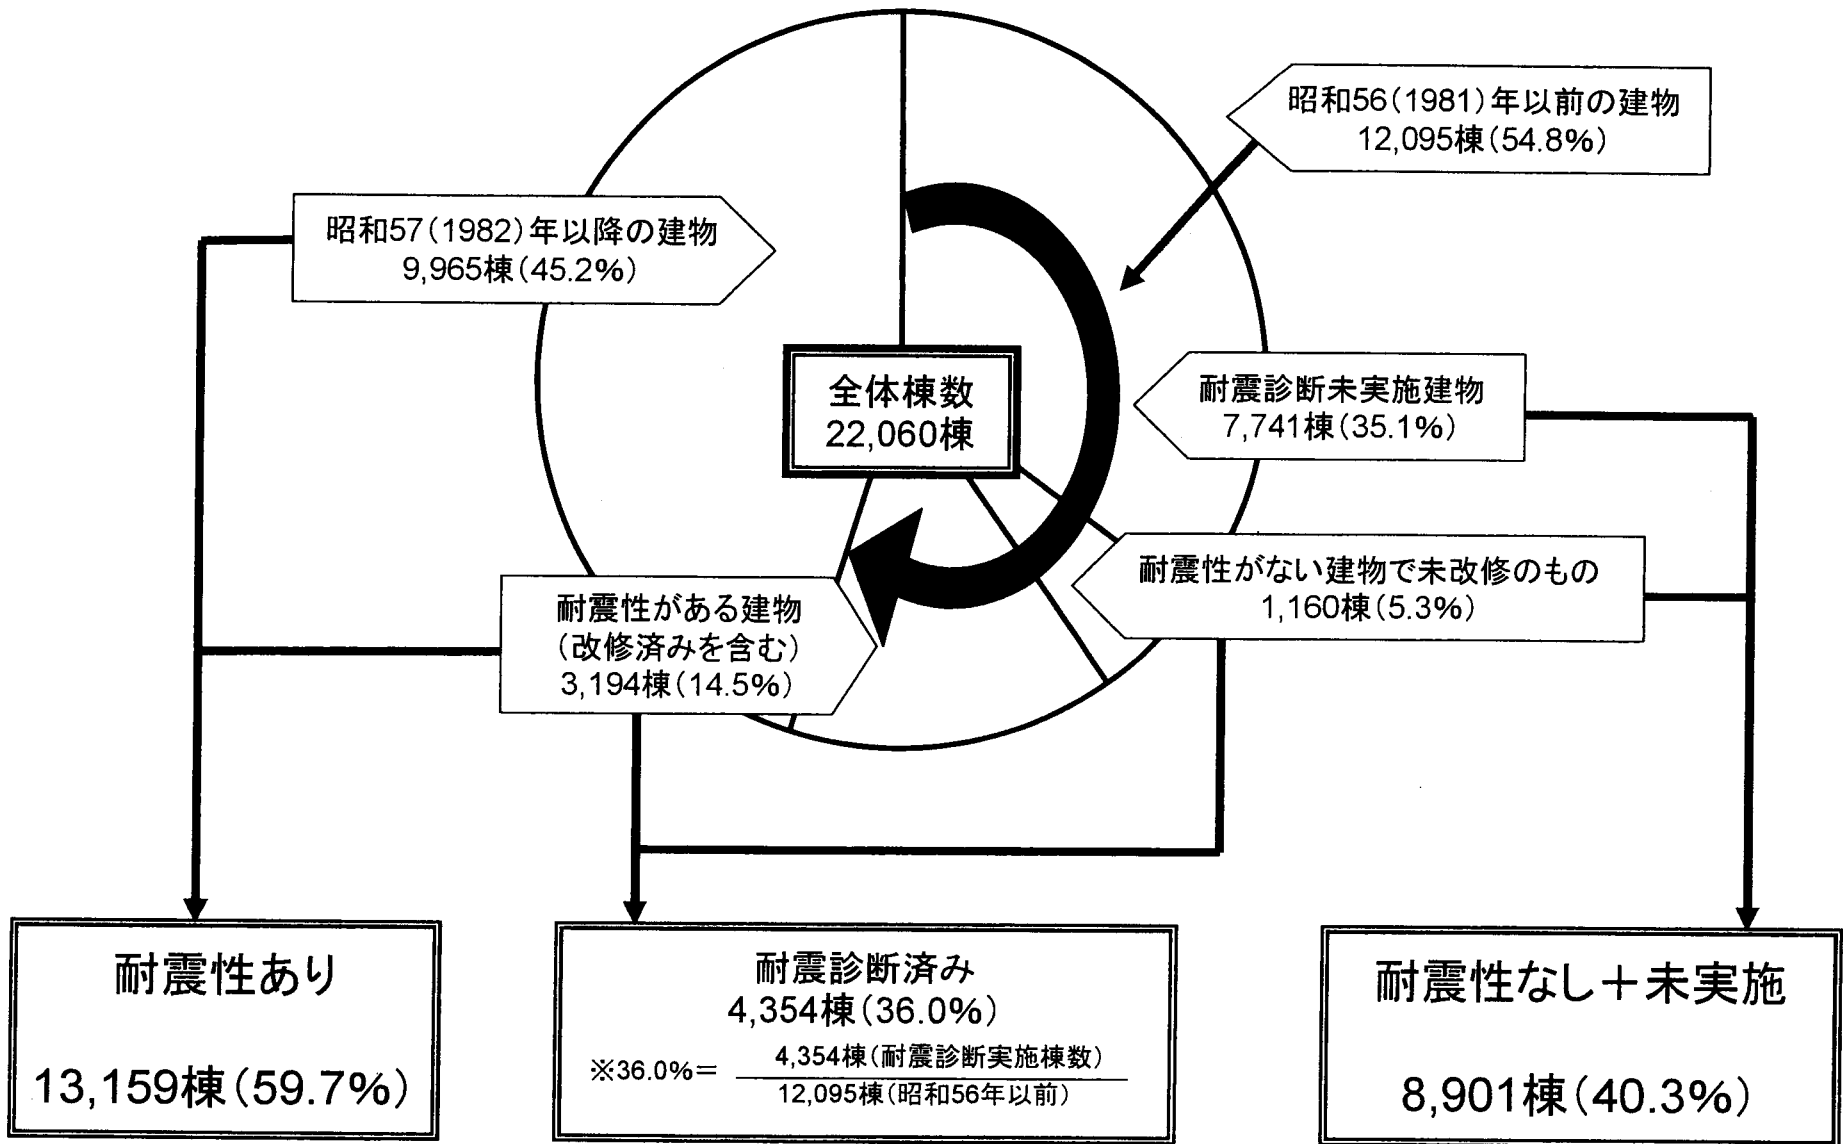 昭和56(1981)年以前の建物
12,095棟(54.8%)
昭和57(1982)年以降の建物
9,965棟(45.2%)
全体棟数
22,060棟
耐震診断未実施建物
7,741棟(35.1%)
耐震性がない建物で未改修のもの
1,160棟(5.3%)
耐震性がある建物
(改修済みを含む)
3,194棟(14.5%)
耐震性あり
13,159棟(59.7%)
耐震診断済み
4,354棟(36.0%)
※36.0%=
4,354棟(耐震診断実施棟数)
12,095棟(昭和56年以前)
耐震性なし+未実施
8,901棟(40.3%)